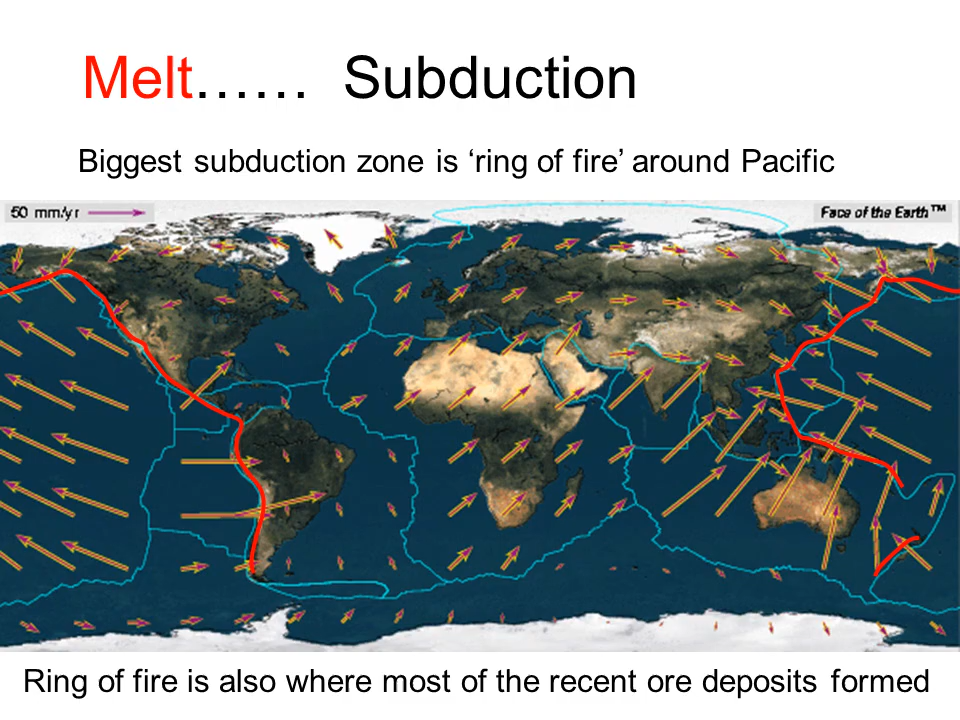 Melt…… Subduction
Biggest subduction zone is ‘ring of fire’ around Pacific
50 mm/yr
Face of the Earth™
Ring of fire is also where most of the recent ore deposits formed